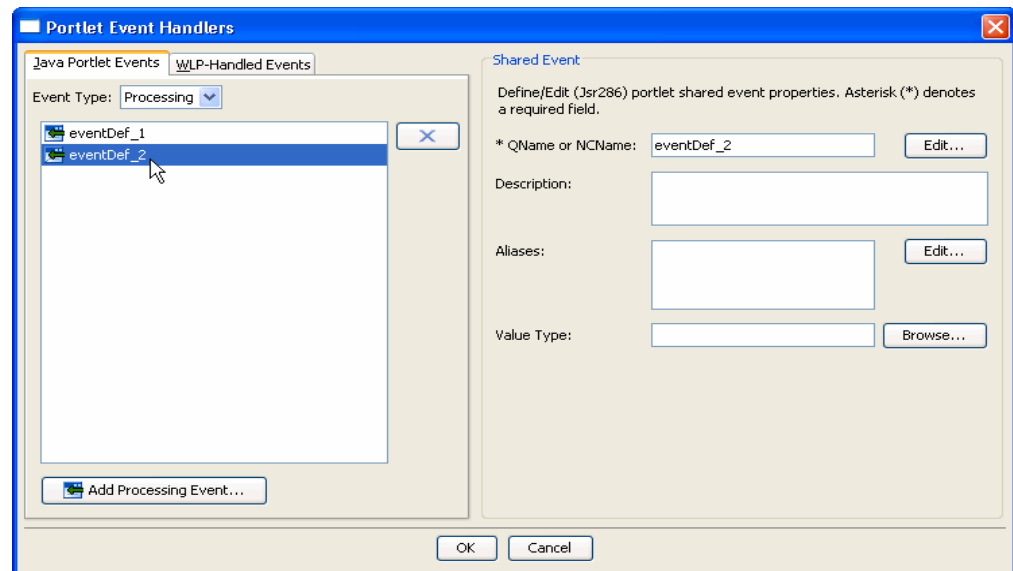 Portlet Event Handlers
Java Portlet Events
WLP-Handled Events
Event Type: Processing
eventDef_1
eventDef_2
Add Processing Event...
Shared Event
Define/Edit (Jsr286) portlet shared event properties. Asterisk (*) denotes
a required field.
* QName or NCName: eventDef_2 Edit...
Description:
Aliases: Edit...
Value Type: Browse...
OK Cancel